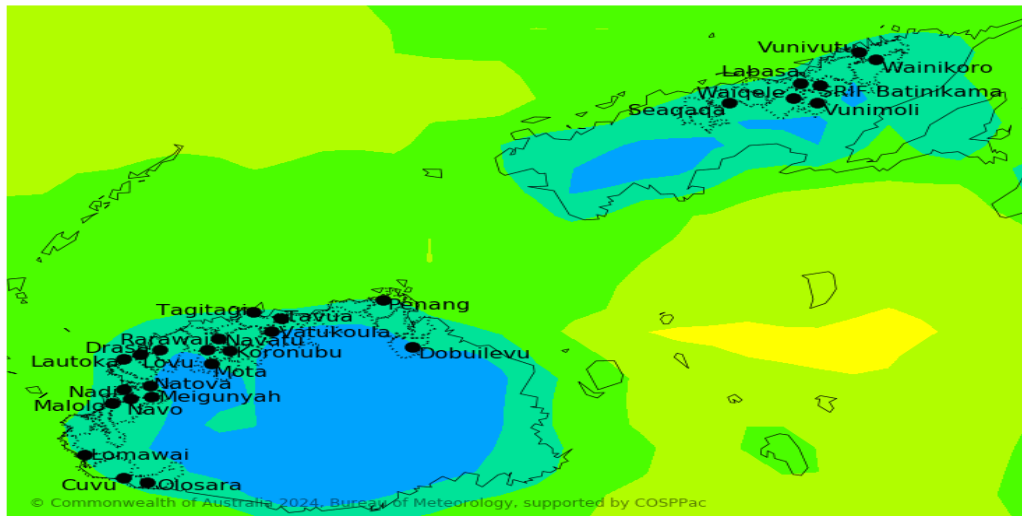 Vunivutu
Wainikoro
Labasa
SRIF Batinikama
Waiqele
Seaqaqa
Vunimoli
Penang
Tagitagi
Tavua
Vatukoula
Rarawai
Navatu
Drasa
Koronubu
Dobuilevu
Lautoka
Lovu
Mota
Natova
Nadi
Meigunyah
Malolo
Navo
Lomawai
Cuvu
Olosara
© Commonwealth of Australia 2024, Bureau of Meteorology, supported by COSPPac